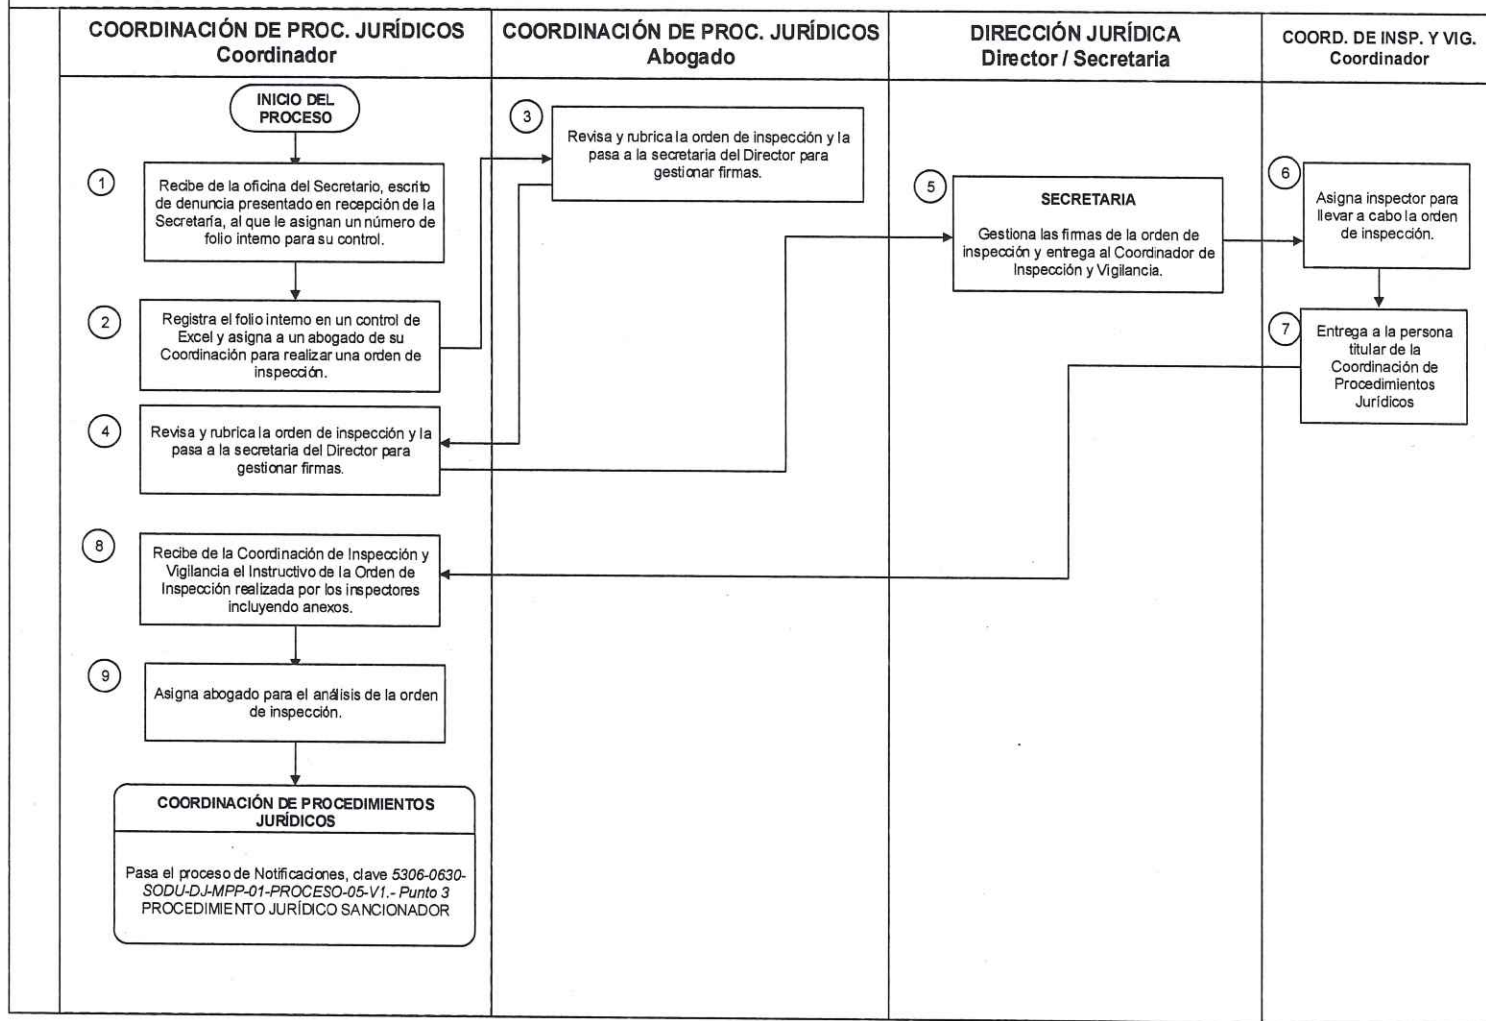 COORDINACIÓN DE PROC. JURÍDICOS
Coordinador
COORDINACIÓN DE PROC. JURÍDICOS
Abogado
DIRECCIÓN JURÍDICA
Director / Secretaria
COORD. DE INSP. Y VIG.
Coordinador
INICIO DEL
PROCESO
1
Recibe de la oficina del Secretario, escrito
de denuncia presentado en recepción de la
Secretaría, al que le asignan un número de
folio interno para su control.
2
Registra el folio interno en un control de
Excel y asigna a un abogado de su
Coordinación para realizar una orden de
inspección.
3
Revisa y rubrica la orden de inspección y la
pasa a la secretaria del Director para
gestionar firmas.
4
Revisa y rubrica la orden de inspección y la
pasa a la secretaria del Director para
gestionar firmas.
5
SECRETARIA
Gestiona las firmas de la orden de
inspección y entrega al Coordinador de
Inspección y Vigilancia.
6
Asigna inspector para
llevar a cabo la orden
de inspección.
7
Entrega a la persona
titular de la
Coordinación de
Procedimientos
Jurídicos
8
Recibe de la Coordinación de Inspección y
Vigilancia el Instructivo de la Orden de
Inspección realizada por los inspectores
incluyendo anexos.
9
Asigna abogado para el análisis de la orden
de inspección.
COORDINACIÓN DE PROCEDIMIENTOS
JURÍDICOS
Pasa el proceso de Notificaciones, clave 5306-0630-
SODU-DJ-MPP-01-PROCESO-05-V1.- Punto 3
PROCEDIMIENTO JURÍDICO SANCIONADOR